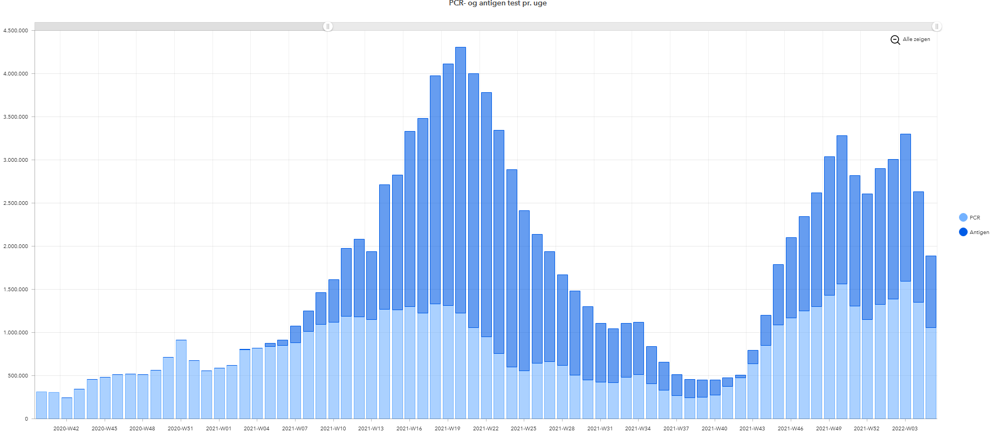 PCR- og antigen test pr. uge
4.500.000
Alle zeigen
4.000.000
3.500.000
3.000.000
2.500.000
2.000.000
1.500.000
1.000.000
500.000
0
PCR
Antigen
2020-W42 2020-W45 2020-W48 2020-W51 2021-W01 2021-W04 2021-W07 2021-W10 2021-W13 2021-W16 2021-W19 2021-W22 2021-W25 2021-W28 2021-W31 2021-W34 2021-W37 2021-W40 2021-W43 2021-W46 2021-W49 2021-W52 2022-W03